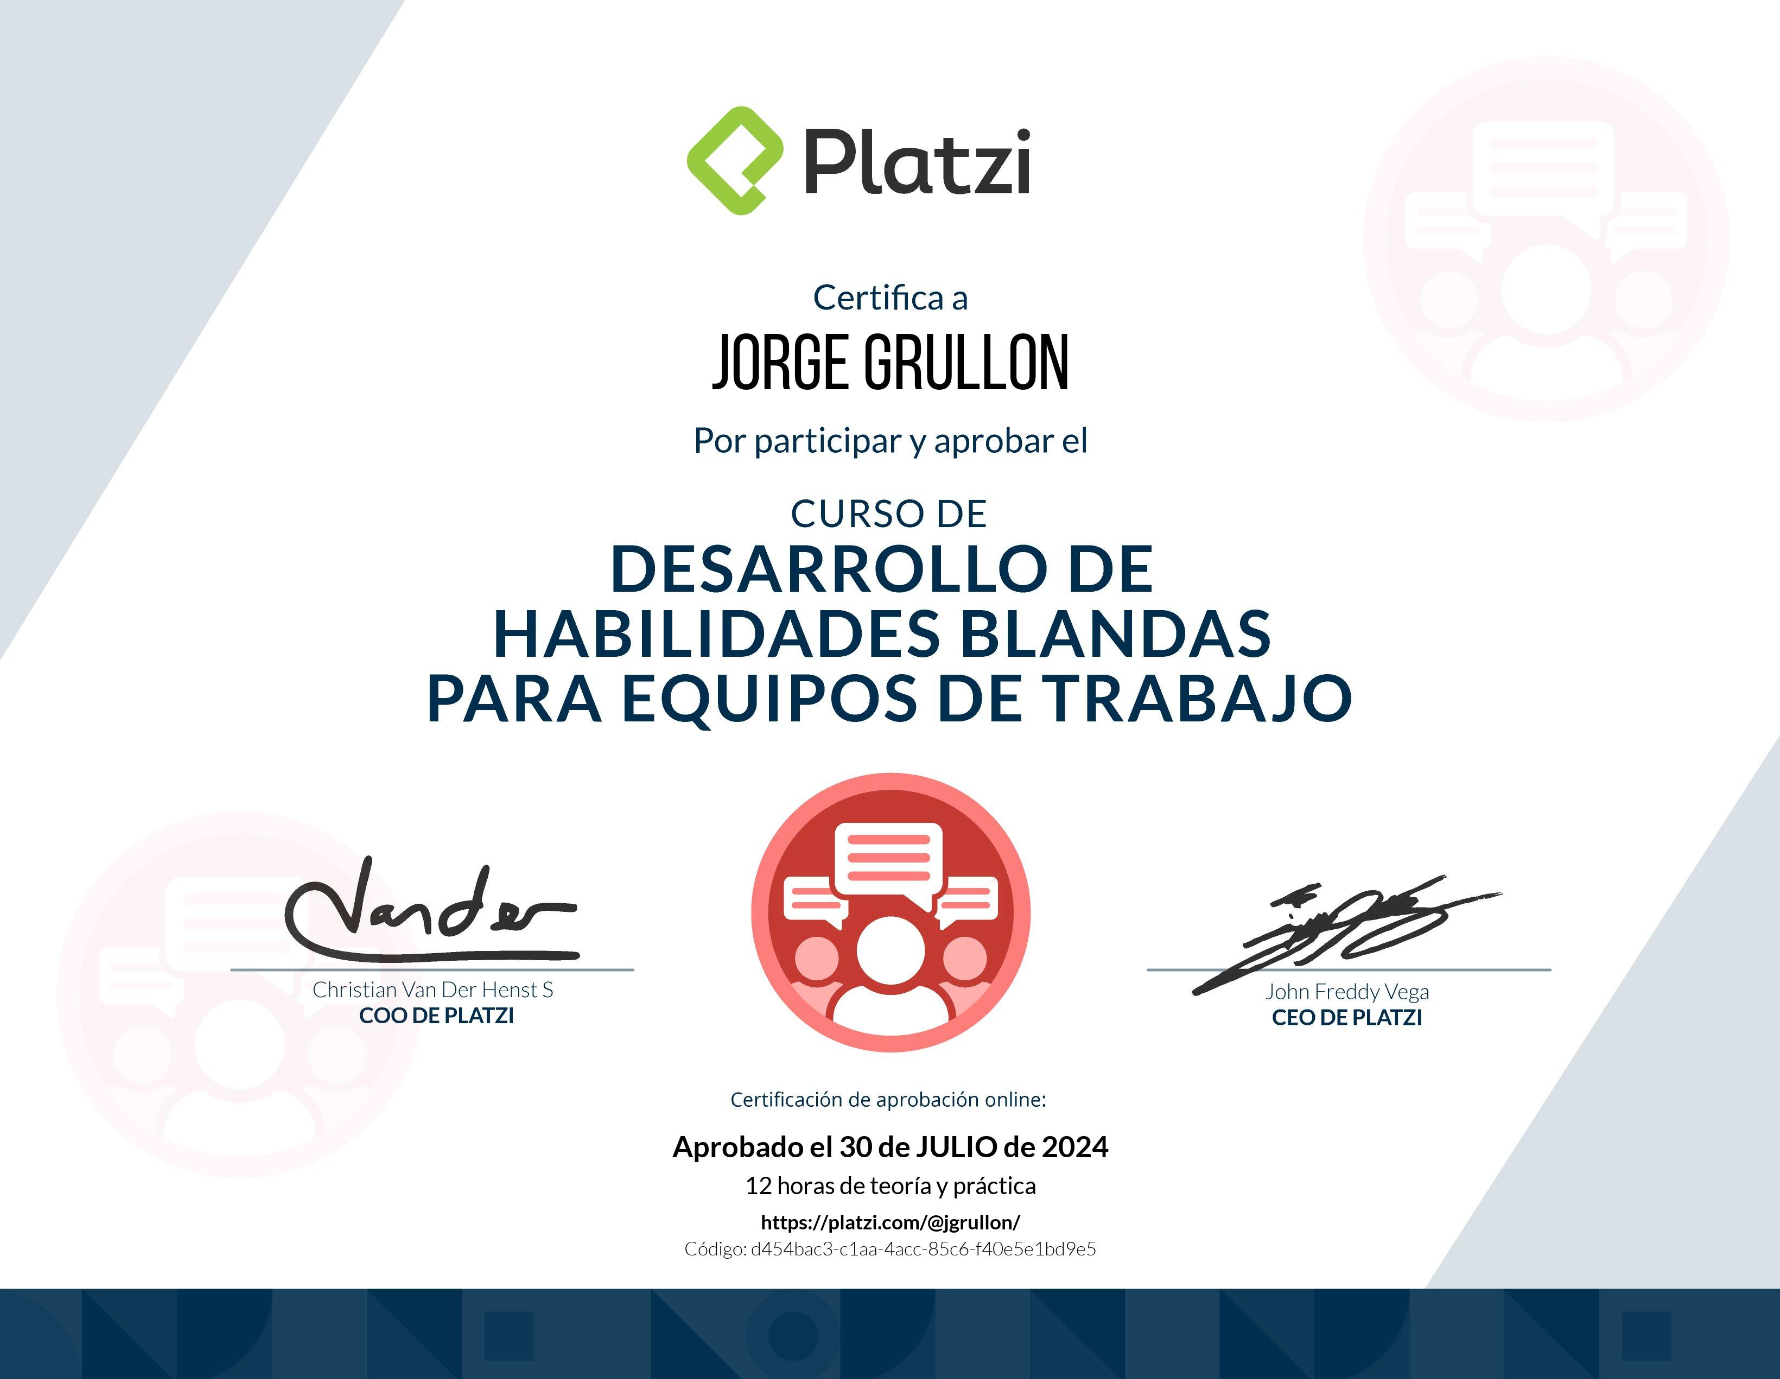 Platzi
Certifica a
JORGE GRULLON
Por participar y aprobar el
CURSO DE
DESARROLLO DE
HABILIDADES BLANDAS
PARA EQUIPOS DE TRABAJO
Vander
Christian Van Der Henst S
COO DE PLATZI
John Freddy Vega
CEO DE PLATZI
Certificación de aprobación online:
Aprobado el 30 de JULIO de 2024
12 horas de teoría y práctica
https://platzi.com/@jgrullon/
Código: d454bac3-c1aa-4acc-85c6-f40e5e1bd9e5